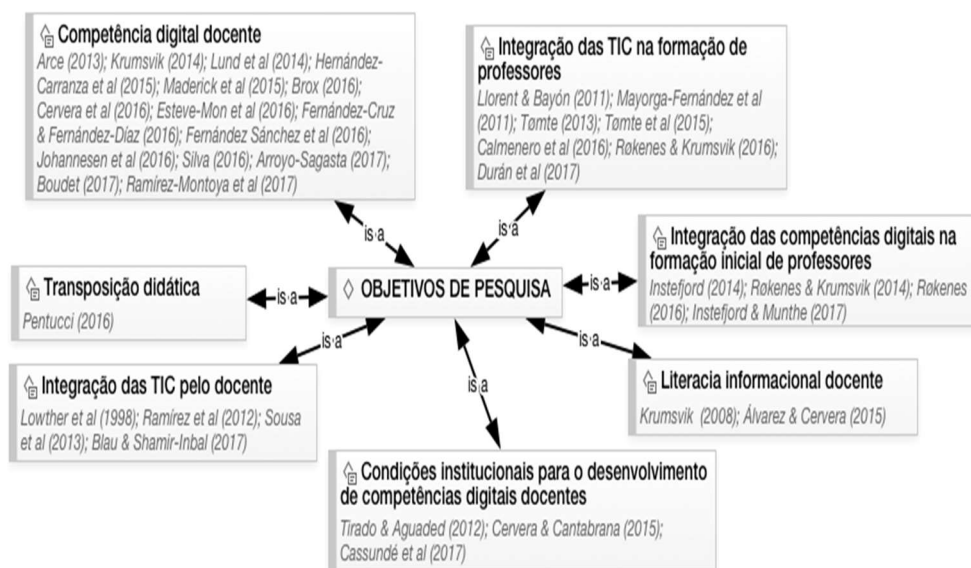 Competência digital docente
Arce (2013); Krumsvik (2014); Lund et al (2014); Hernández-
Carranza et al (2015); Maderick et al (2015); Brox (2016);
Cervera et al (2016); Esteve-Mon et al (2016); Fernández-Cruz
& Fernández-Díaz (2016); Fernández Sánchez et al (2016);
Johannesen et al (2016); Silva (2016); Arroyo-Sagasta (2017);
Boudet (2017); Ramírez-Montoya et al (2017)
Integração das TIC na formação de
professores
Llorent & Bayón (2011); Mayorga-Fernández et al
(2011); Tømte (2013); Tømte et al (2015);
Calmenero et al (2016); Røkenes & Krumsvik (2016);
Durán et al (2017)
is a
is a
Integração das competências digitais na
formação inicial de professores
Instefjord (2014); Røkenes & Krumsvik (2014); Røkenes
(2016); Instefjord & Munthe (2017)
Transposição didática
Pentucci (2016)
is a
OBJETIVOS DE PESQUISA
is a
is a
is a
Integração das TIC pelo docente
Lowther et al (1998); Ramírez et al (2012); Sousa
et al (2013); Blau & Shamir-Inbal (2017)
is a
Literacia informacional docente
Krumsvik (2008); Álvarez & Cervera (2015)
Condições institucionais para o desenvolvimento
de competências digitais docentes
Tirado & Aguaded (2012); Cervera & Cantabrana (2015);
Cassundé et al (2017)